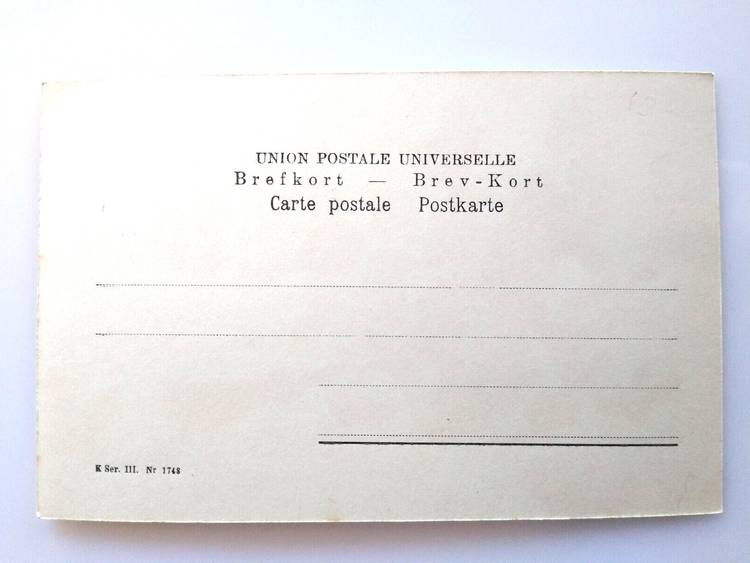 UNION POSTALE UNIVERSELLE
Brefkort — Brev-Kort
Carte postale Postkarte
K Ser. III. Nr 1748